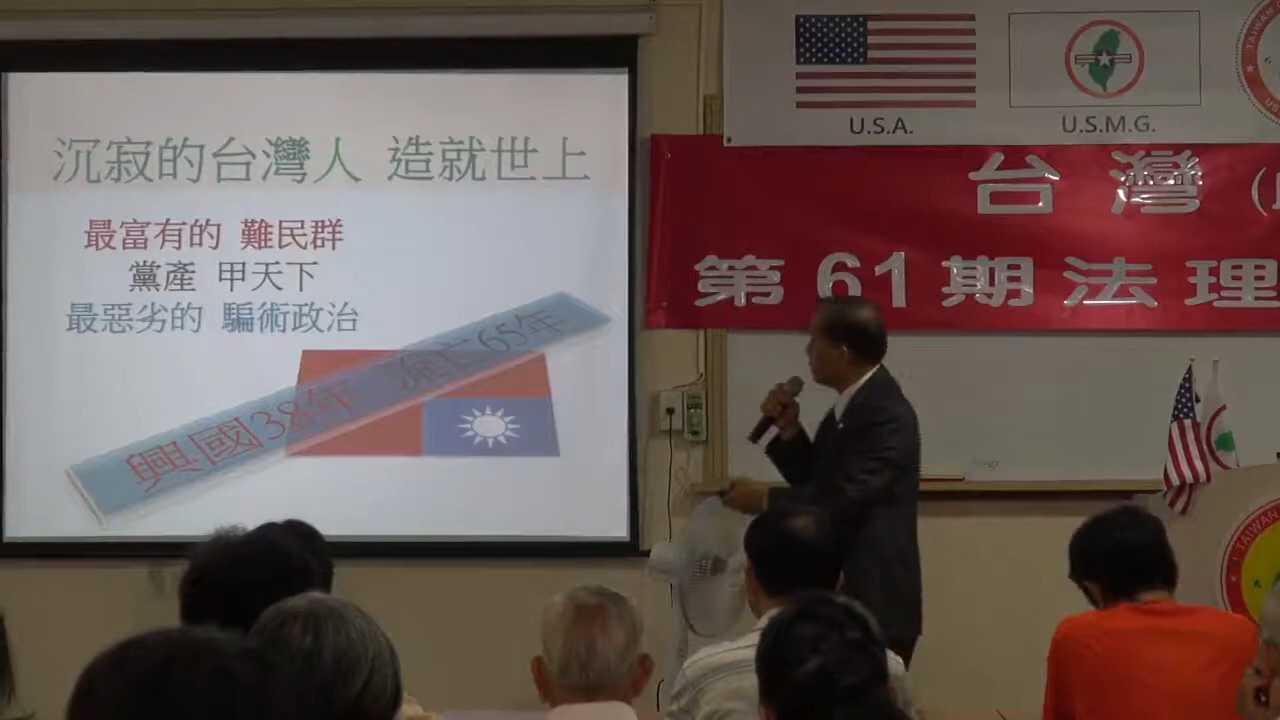 沉寂的台灣人 造就世上
最富有的 難民群
黨產 甲天下
最惡劣的 騙術政治
興國38年 流亡65年
U.S.A.
U.S.M.G.
台灣
第61期法理
TAIWAN
TAIWAN